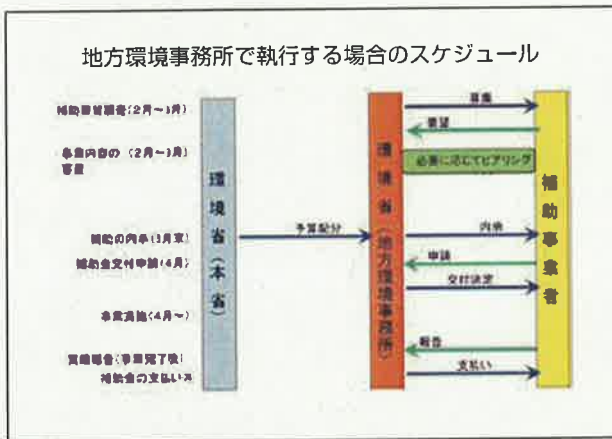 地方環境事務所で執行する場合のスケジュール
募集
(2月～3月)
要望
事業内容の (2月～3月)
審査
必要に応じてヒアリング
環境省(本省)
環境省(地方環境事務所)
補助事業者
補助の内示(3月末)
予算配分
内示
補助金交付申請(4月)
申請
交付決定
事業実施(4月～)
実績報告(事業完了後)
報告
補助金の支払い
支払い